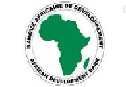 BANQUE AFRICAINE DE DEVELOPPEMENT
AFRICAN DEVELOPMENT BANK